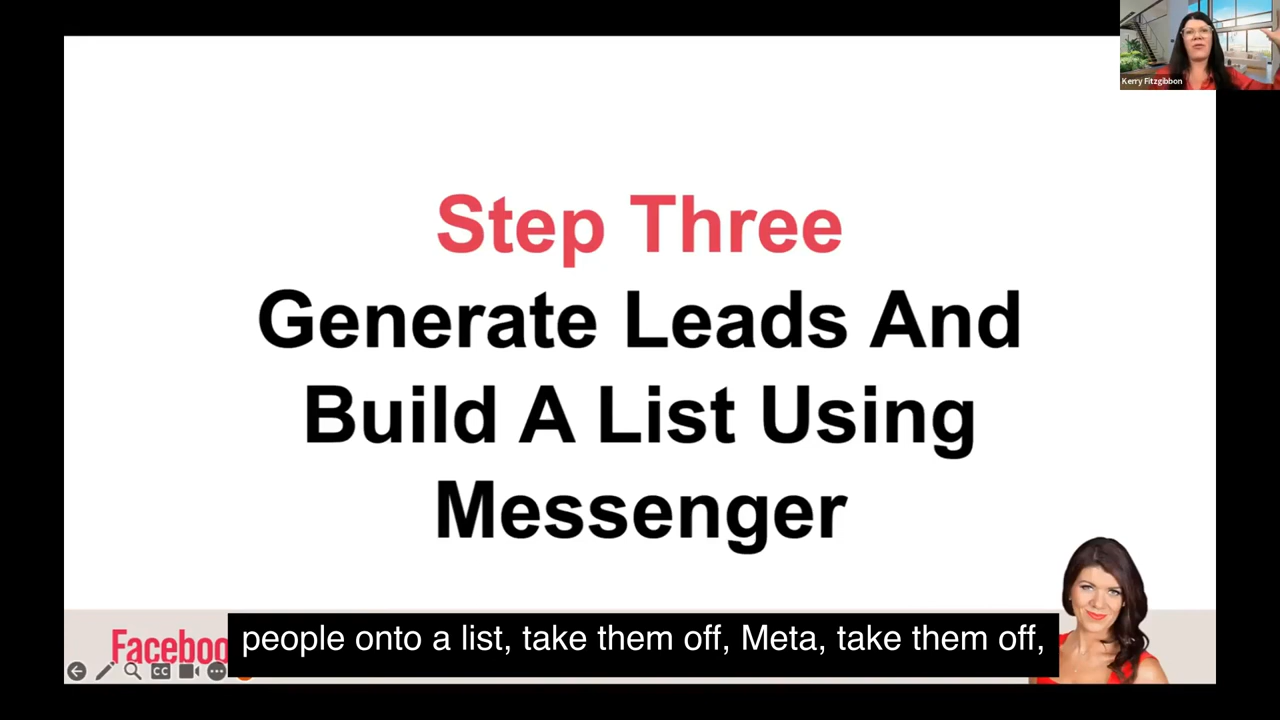 Kerry Fitzgibbon
Step Three
Generate Leads And
Build A List Using
Messenger
Faceboo
people onto a list, take them off, Meta, take them off,
CC